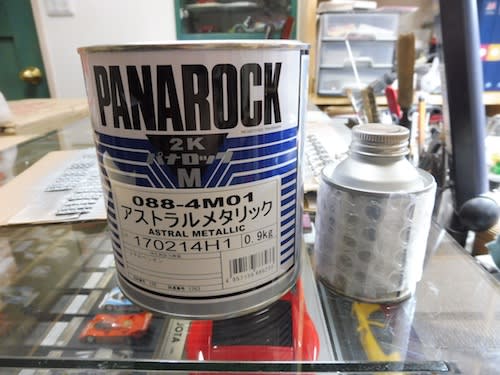 PANAROCK
2K
パナロック
M
088-4M01
アストラルメタリック
ASTRAL METALLIC
170214H1 0.9kg
TOYOTA